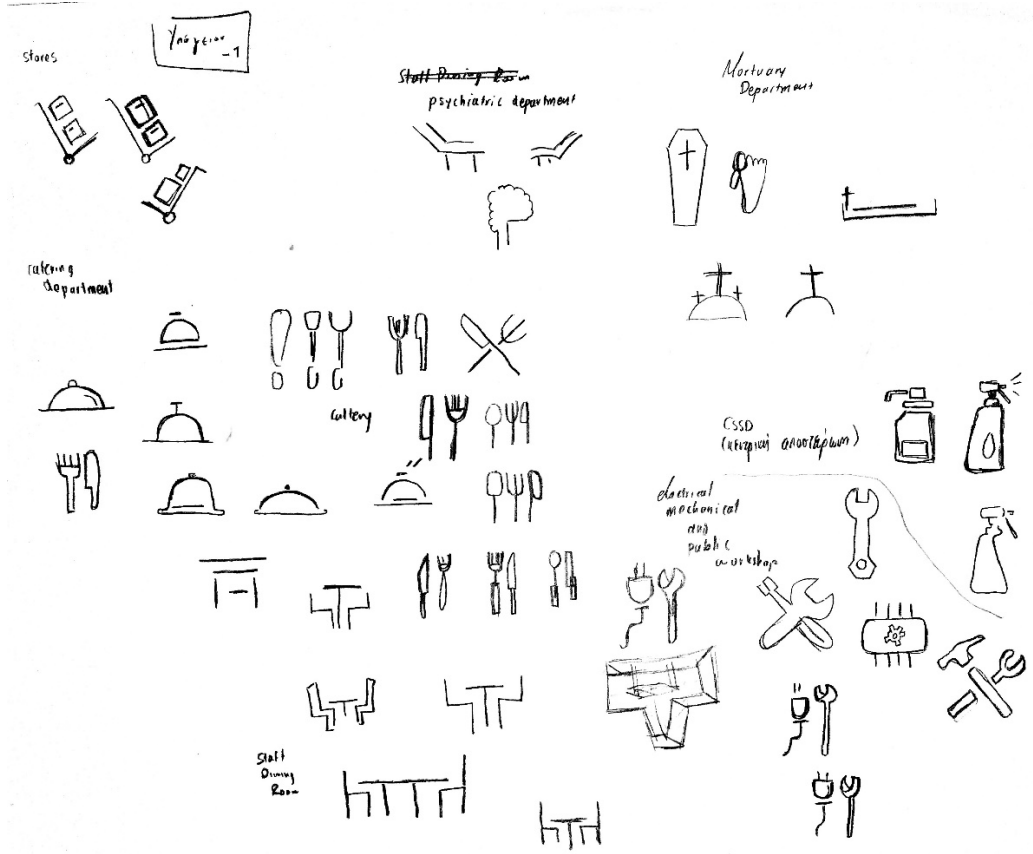 stores
Υπόγειο
-1
Staff Dining Room
psychiatric department
Mortuary
Department
catering
department
Cutlery
CSSD
(κεντρική αποστείρωση)
electrical
mechanical
and
public
workshop
Staff
Dining
Room